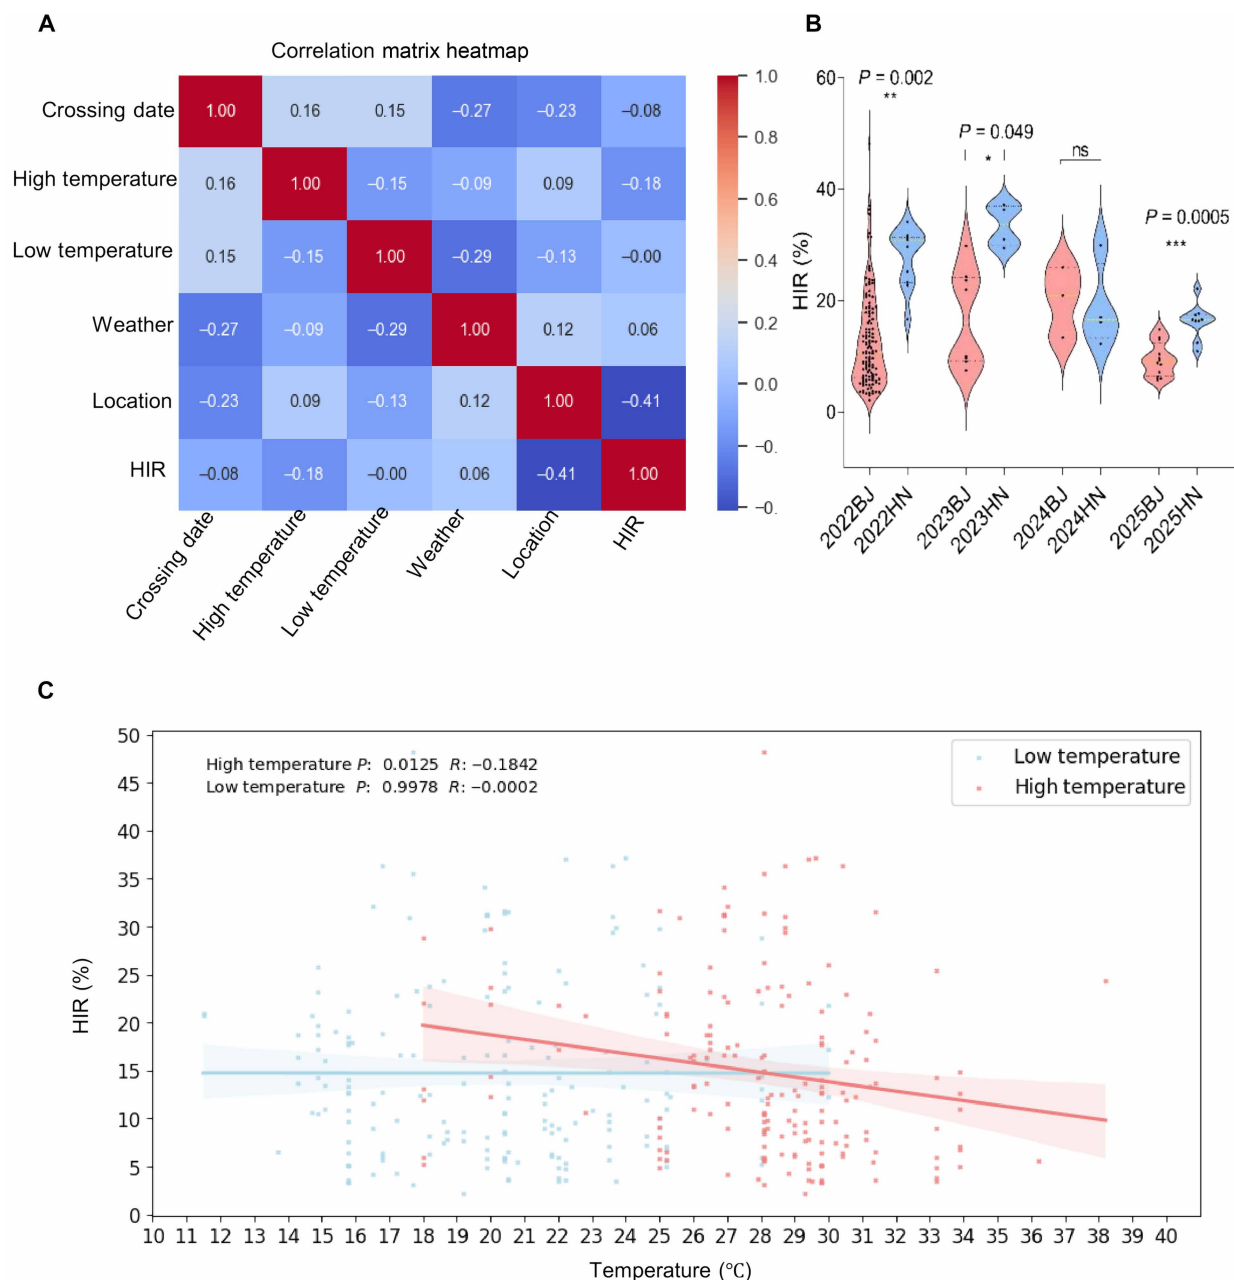 A
Correlation matrix heatmap
Crossing date
High temperature
Low temperature
Weather
Location
HIR
1.00 0.16 0.15 −0.27 −0.23 −0.08
0.16 1.00 −0.15 −0.09 0.09 −0.18
0.15 −0.15 1.00 −0.29 −0.13 −0.00
−0.27 −0.09 −0.29 1.00 0.12 0.06
−0.23 0.09 −0.13 0.12 1.00 −0.41
−0.08 −0.18 −0.00 0.06 −0.41 1.00
Crossing date
High temperature
Low temperature
Weather
Location
HIR
1.0
0.8
1.0
0.6
0.4
0.2
0.0
−0.
−0.
B
HIR (%)
60
40
20
0
P = 0.002
**
P = 0.049
*
ns
P = 0.0005
***
2022BJ
2022HN
2023BJ
2023HN
2024BJ
2024HN
2025BJ
2025HN
C
HIR (%)
50
45
40
35
30
25
20
15
10
5
0
High temperature P: 0.0125 R: −0.1842
Low temperature P: 0.9978 R: −0.0002
Low temperature
High temperature
10 11 12 13 14 15 16 17 18 19 20 21 22 23 24 25 26 27 28 29 30 31 32 33 34 35 36 37 38 39 40
Temperature (℃)